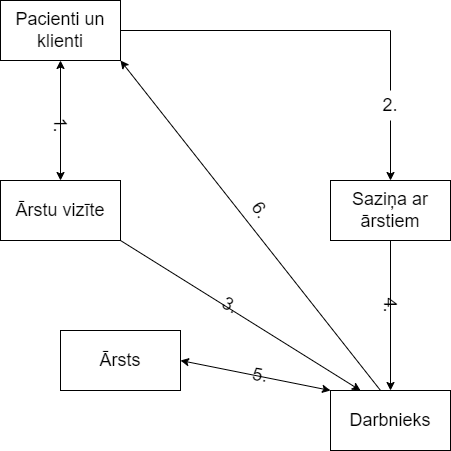 Pacienti un
klienti
2.
1.
Ārstu vizīte
6.
Saziņa ar
ārstiem
3.
4.
Ārsts
5.
Darbnieks